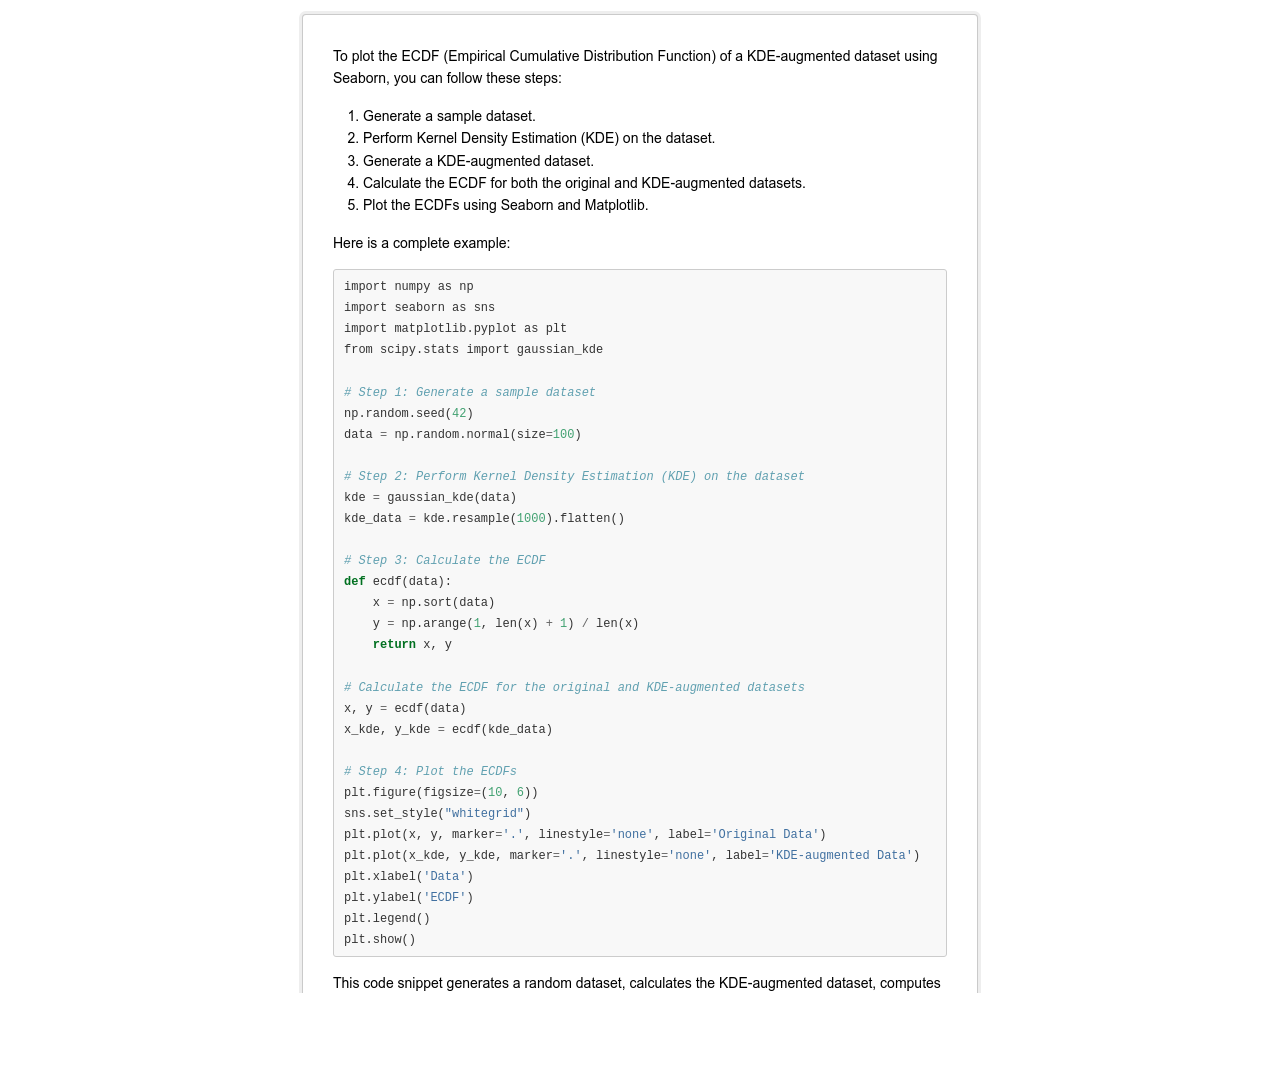 To plot the ECDF (Empirical Cumulative Distribution Function) of a KDE-augmented dataset using
Seaborn, you can follow these steps:
1. Generate a sample dataset.
2. Perform Kernel Density Estimation (KDE) on the dataset.
3. Generate a KDE-augmented dataset.
4. Calculate the ECDF for both the original and KDE-augmented datasets.
5. Plot the ECDFs using Seaborn and Matplotlib.
Here is a complete example:
import numpy as np
import seaborn as sns
import matplotlib.pyplot as plt
from scipy.stats import gaussian_kde

# Step 1: Generate a sample dataset
np.random.seed(42)
data = np.random.normal(size=100)

# Step 2: Perform Kernel Density Estimation (KDE) on the dataset
kde = gaussian_kde(data)
kde_data = kde.resample(1000).flatten()

# Step 3: Calculate the ECDF
def ecdf(data):
    x = np.sort(data)
    y = np.arange(1, len(x) + 1) / len(x)
    return x, y

# Calculate the ECDF for the original and KDE-augmented datasets
x, y = ecdf(data)
x_kde, y_kde = ecdf(kde_data)

# Step 4: Plot the ECDFs
plt.figure(figsize=(10, 6))
sns.set_style("whitegrid")
plt.plot(x, y, marker='.', linestyle='none', label='Original Data')
plt.plot(x_kde, y_kde, marker='.', linestyle='none', label='KDE-augmented Data')
plt.xlabel('Data')
plt.ylabel('ECDF')
plt.legend()
plt.show()
This code snippet generates a random dataset, calculates the KDE-augmented dataset, computes